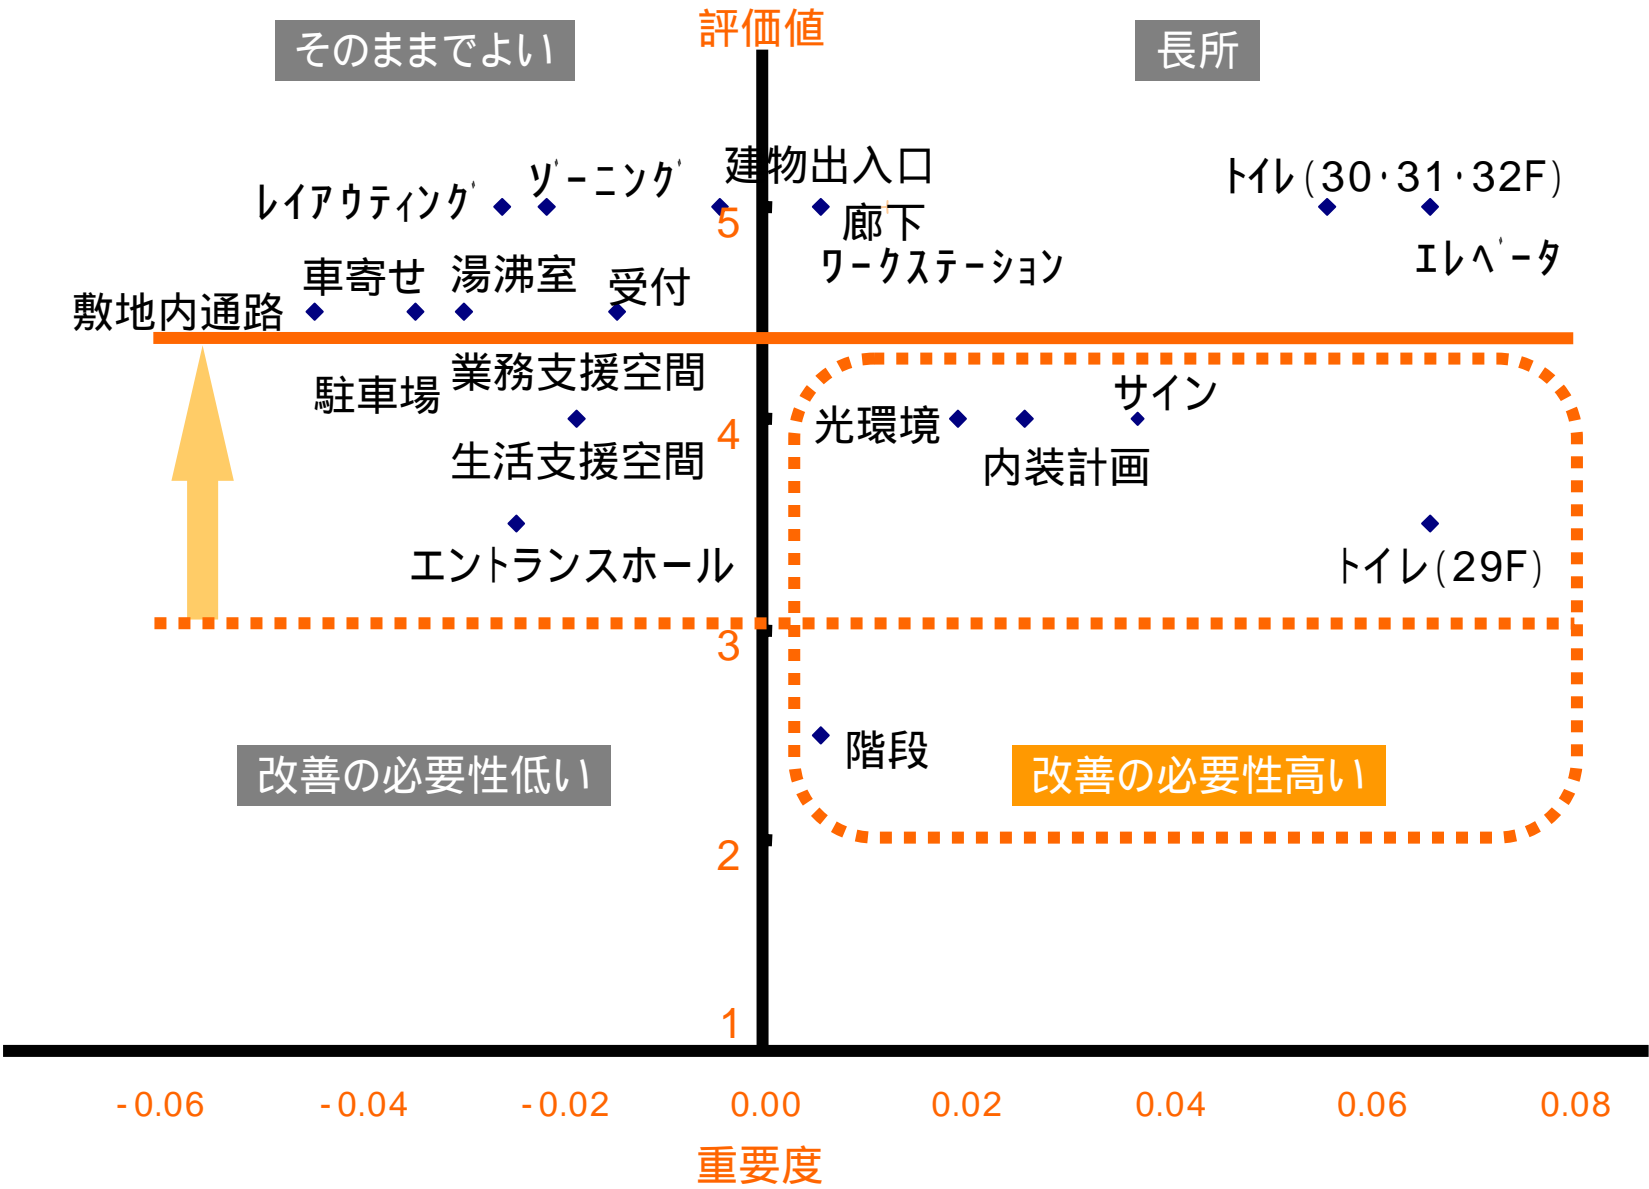 評価値
そのままでよい
長所
建物出入口
ゾーニング
トイレ(30・31・32F)
レイアウティング
5
廊下
ワークステーション
エレベータ
車寄せ
湯沸室
受付
敷地内通路
業務支援空間
駐車場
サイン
4
光環境
生活支援空間
内装計画
エントランスホール
トイレ(29F)
3
階段
改善の必要性低い
改善の必要性高い
2
1
-0.06
-0.04
-0.02
0.00
0.02
0.04
0.06
0.08
重要度